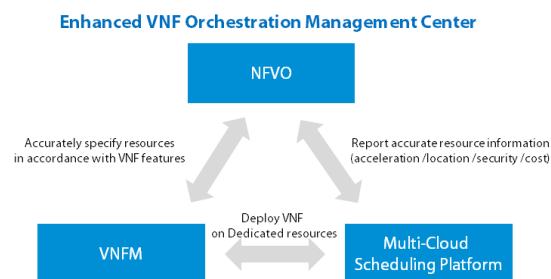 Enhanced VNF Orchestration Management Center
NFVO
Accurately specify resources
in accordance with VNF features
Report accurate resource information
(acceleration /location /security /cost)
Deploy VNF
on Dedicated resources
VNFM
Multi-Cloud
Scheduling Platform